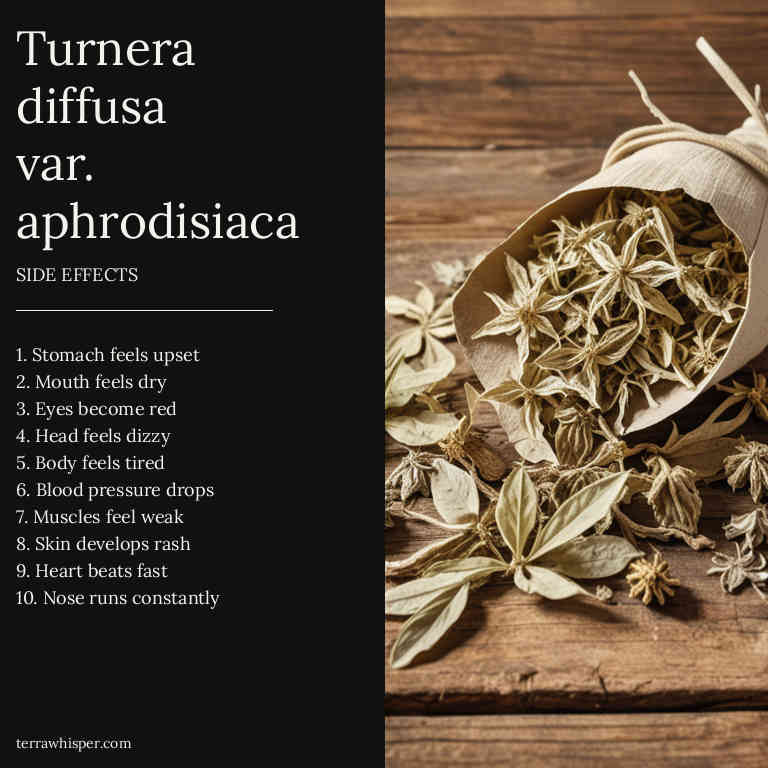 Turnera
diffusa
var.
aphrodisiaca
SIDE EFFECTS
1. Stomach feels upset
2. Mouth feels dry
3. Eyes become red
4. Head feels dizzy
5. Body feels tired
6. Blood pressure drops
7. Muscles feel weak
8. Skin develops rash
9. Heart beats fast
10. Nose runs constantly
terrawhisper.com